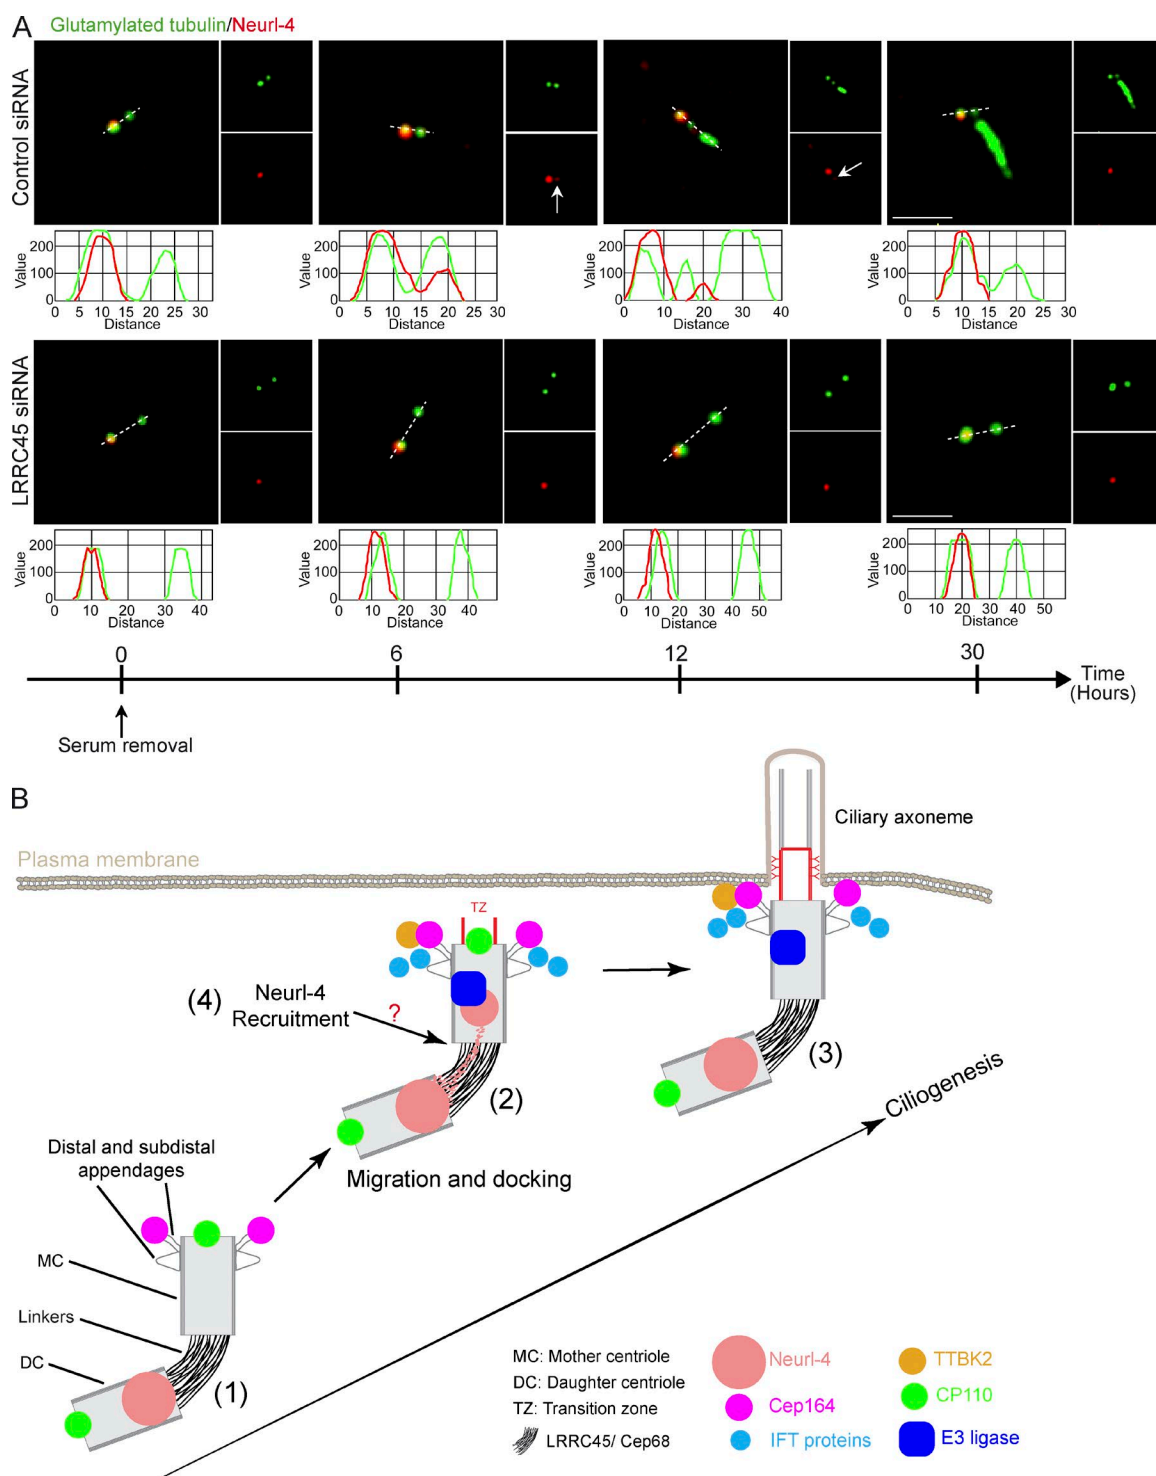 A
Glutamylated tubulin/Neurl-4
Control siRNA
Value
200
100
0
0 5 10 15 20 25 30
Distance
Value
200
100
0
0 5 10 15 20 25 30
Distance
Value
200
100
0
0 10 20 30 40
Distance
Value
200
100
0
0 5 10 15 20 25 30
Distance
LRRC45 siRNA
Value
200
100
0
0 10 20 30 40
Distance
Value
200
100
0
0 10 20 30 40
Distance
Value
200
100
0
0 10 20 30 40 50
Distance
Value
200
100
0
0 10 20 30 40 50
Distance
0 6 12 30
Time
(Hours)
Serum removal
B
Ciliary axoneme
Plasma membrane
TZ
(4)
Neurl-4
Recruitment
?
(2)
(3)
Ciliogenesis
Migration and docking
Distal and subdistal
appendages
MC
Linkers
DC
(1)
MC: Mother centriole
DC: Daughter centriole
TZ: Transition zone
LRRC45/ Cep68
Neurl-4
Cep164
IFT proteins
TTBK2
CP110
E3 ligase